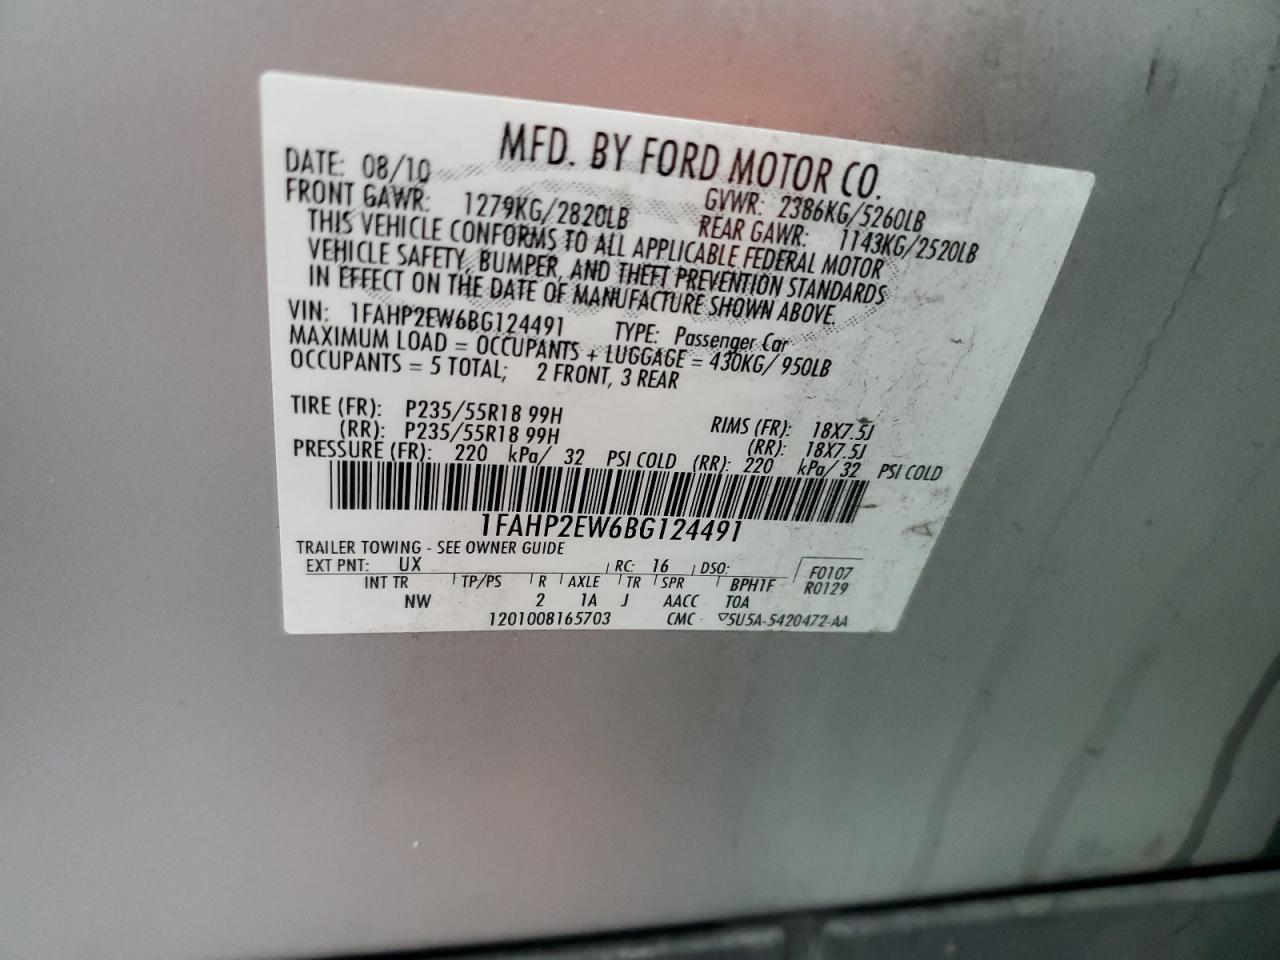 MFD. BY FORD MOTOR CO.
DATE: 08/10 GVWR: 2386KG/5260LB
FRONT GAWR: 1279KG/2820LB REAR GAWR: 1143KG/2520LB
THIS VEHICLE CONFORMS TO ALL APPLICABLE FEDERAL MOTOR
VEHICLE SAFETY, BUMPER, AND THEFT PREVENTION STANDARDS
IN EFFECT ON THE DATE OF MANUFACTURE SHOWN ABOVE.
VIN: 1FAHP2EW6BG124491 TYPE: Passenger Car
MAXIMUM LOAD = OCCUPANTS + LUGGAGE = 430KG/ 950LB
OCCUPANTS = 5 TOTAL; 2 FRONT, 3 REAR
TIRE (FR): P235/55R18 99H RIMS (FR): 18X7.5J
(RR): P235/55R18 99H (RR): 18X7.5J
PRESSURE (FR): 220 kPa/ 32 PSI COLD (RR): 220 kPa/ 32 PSI COLD
1FAHP2EW6BG124491
TRAILER TOWING - SEE OWNER GUIDE
EXT PNT: UX RC: 16 DSO: F0107
INT TR TP/PS R AXLE TR SPR BPH1F R0129
NW 2 1A J AACC TOA
1201008165703 CMC ▽5U5A-5420472-AA